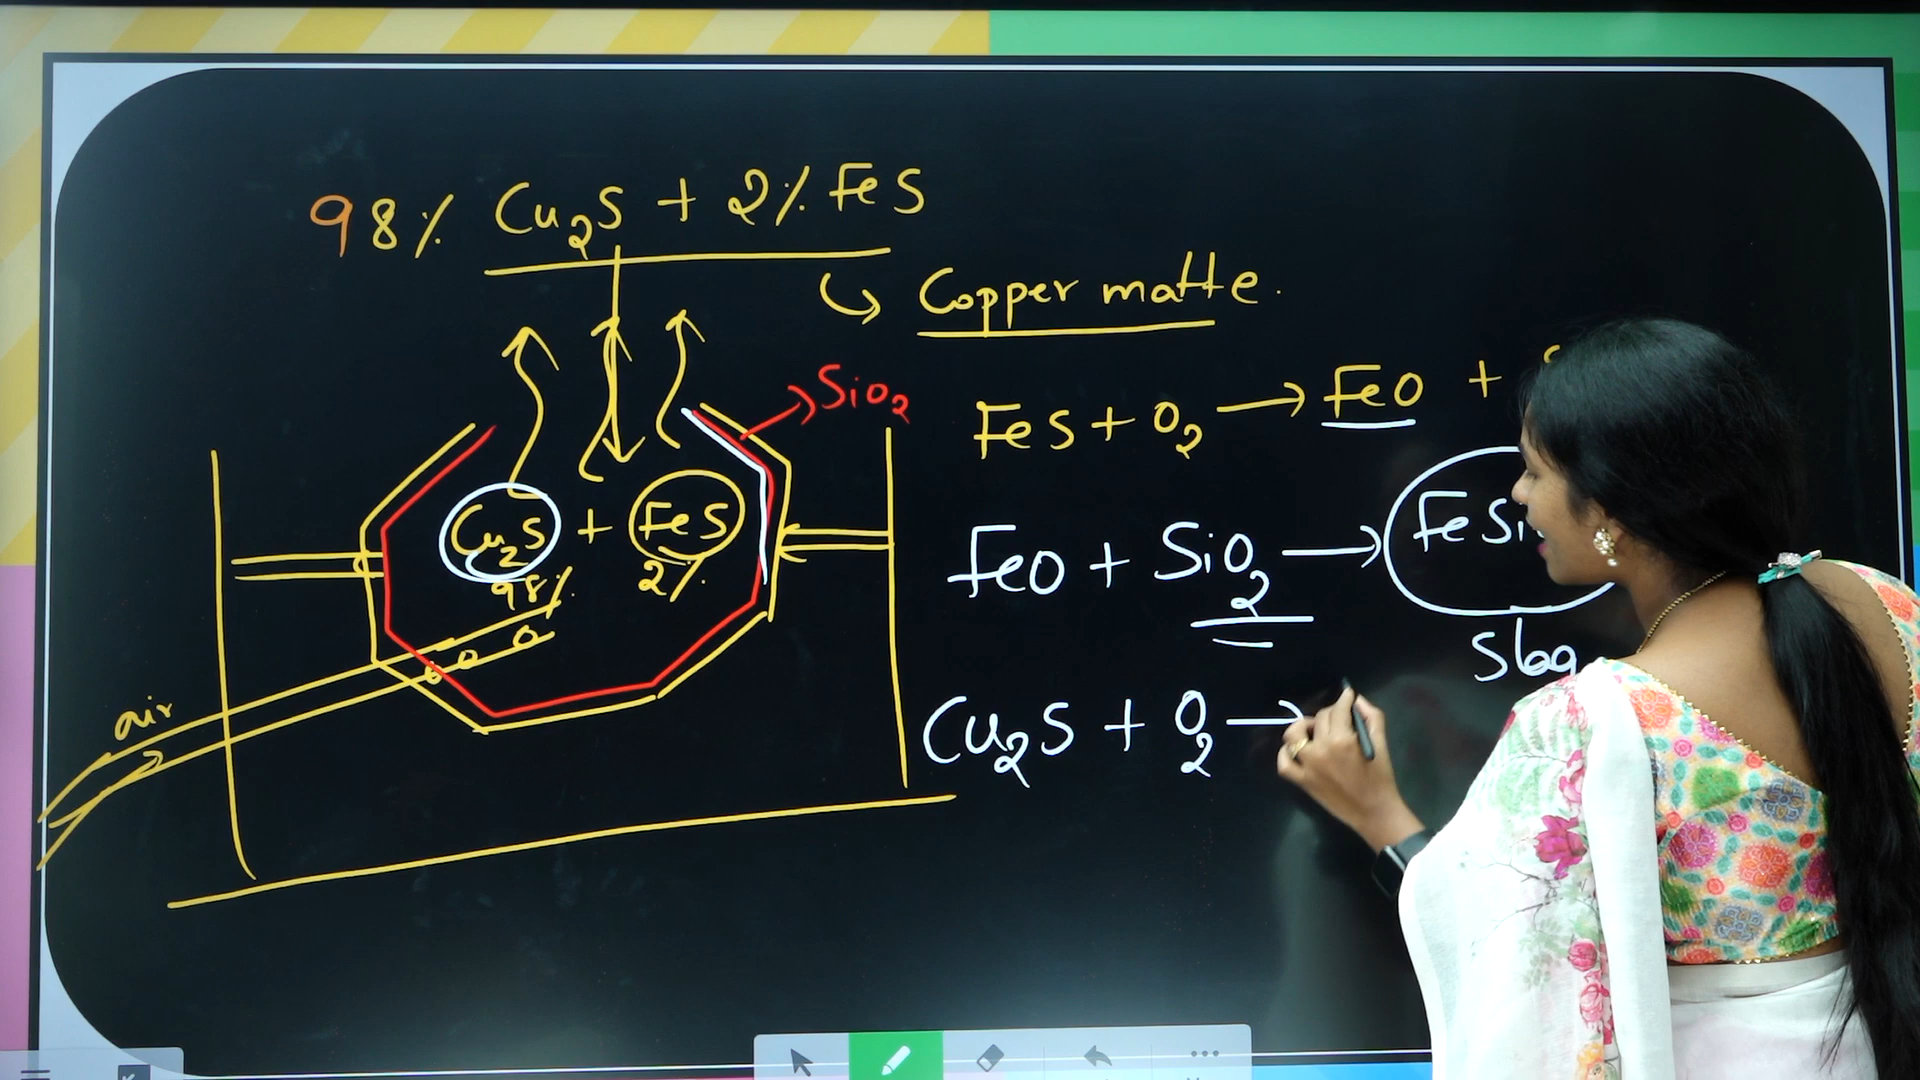 98% Cu₂S + 2% FeS
Copper matte.
SiO₂
FeS + O₂ → FeO +
Cu₂S + FeS
98% 2%
FeO + SiO₂ → FeSi
Slag
air
Cu₂S + O₂ →